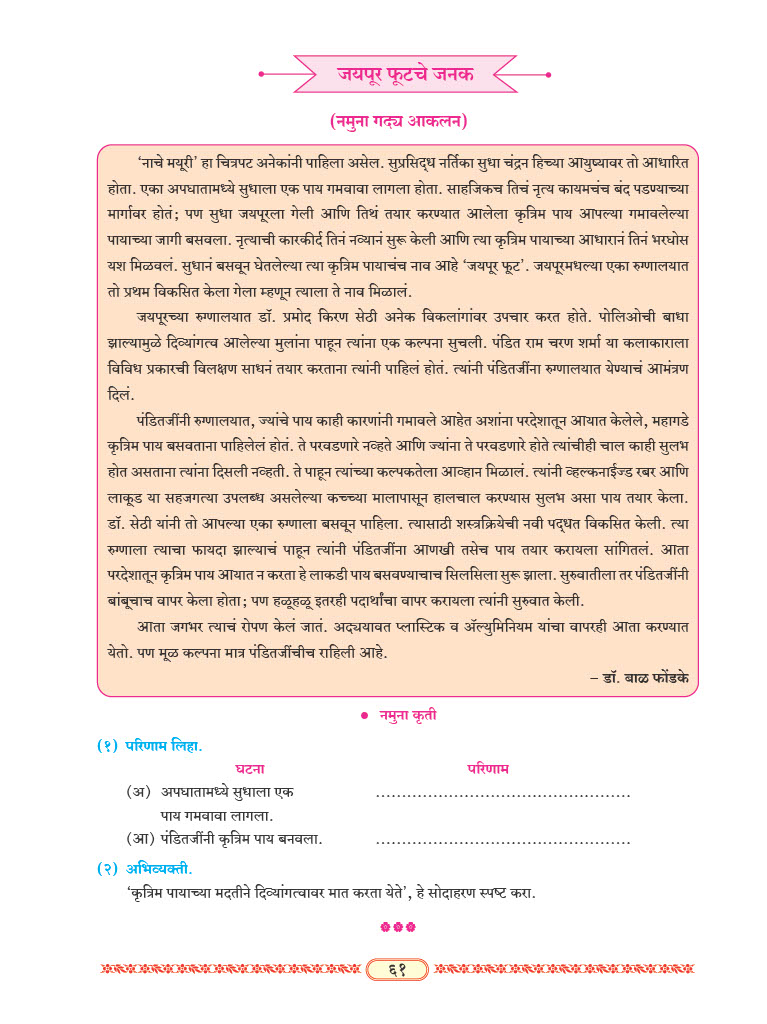 जयपूर फूटचे जनक
(नमुना गद्य आकलन)
‘नाचे मयूरी’ हा चित्रपट अनेकांनी पाहिला असेल. सुप्रसिद्ध नर्तिका सुधा चंद्रन हिच्या आयुष्यावर तो आधारित
होता. एका अपघातामध्ये सुधाला एक पाय गमवावा लागला होता. साहजिकच तिचं नृत्य कायमचंच बंद पडण्याच्या
मार्गावर होतं; पण सुधा जयपूरला गेली आणि तिथं तयार करण्यात आलेला कृत्रिम पाय आपल्या गमावलेल्या
पायाच्या जागी बसवला. नृत्याची कारकीर्द तिनं नव्यानं सुरू केली आणि त्या कृत्रिम पायाच्या आधारानं तिनं भरघोस
यश मिळवलं. सुधानं बसवून घेतलेल्या त्या कृत्रिम पायाचंच नाव आहे ‘जयपूर फूट’. जयपूरमधल्या एका रुग्णालयात
तो प्रथम विकसित केला गेला म्हणून त्याला ते नाव मिळालं.
जयपूरच्या रुग्णालयात डॉ. प्रमोद किरण सेठी अनेक विकलांगांवर उपचार करत होते. पोलिओची बाधा
झाल्यामुळे दिव्यांगत्व आलेल्या मुलांना पाहून त्यांना एक कल्पना सुचली. पंडित राम चरण शर्मा या कलाकाराला
विविध प्रकारची विलक्षण साधनं तयार करताना त्यांनी पाहिलं होतं. त्यांनी पंडितजींना रुग्णालयात येण्याचं आमंत्रण
दिलं.
पंडितजींनी रुग्णालयात, ज्यांचे पाय काही कारणांनी गमावले आहेत अशांना परदेशातून आयात केलेले, महागडे
कृत्रिम पाय बसवताना पाहिलेलं होतं. ते परवडणारे नव्हते आणि ज्यांना ते परवडणारे होते त्यांचीही चाल काही सुलभ
होत असताना त्यांना दिसली नव्हती. ते पाहून त्यांच्या कल्पकतेला आव्हान मिळालं. त्यांनी व्हल्कनाईज्ड रबर आणि
लाकूड या सहजगत्या उपलब्ध असलेल्या कच्च्या मालापासून हालचाल करण्यास सुलभ असा पाय तयार केला.
डॉ. सेठी यांनी तो आपल्या एका रुग्णाला बसवून पाहिला. त्यासाठी शस्त्रक्रियेची नवी पद्धत विकसित केली. त्या
रुग्णाला त्याचा फायदा झाल्याचं पाहून त्यांनी पंडितजींना आणखी तसेच पाय तयार करायला सांगितलं. आता
परदेशातून कृत्रिम पाय आयात न करता हे लाकडी पाय बसवण्याचाच सिलसिला सुरू झाला. सुरुवातीला तर पंडितजींनी
बांबूचाच वापर केला होता; पण हळूहळू इतरही पदार्थांचा वापर करायला त्यांनी सुरुवात केली.
आता जगभर त्याचं रोपण केलं जातं. अद्ययावत प्लास्टिक व ॲल्युमिनियम यांचा वापरही आता करण्यात
येतो. पण मूळ कल्पना मात्र पंडितजींचीच राहिली आहे.
– डॉ. बाळ फोंडके
• नमुना कृती
(१) परिणाम लिहा.
घटना परिणाम
(अ) अपघातामध्ये सुधाला एक .................................................
पाय गमवावा लागला.
(आ) पंडितजींनी कृत्रिम पाय बनवला. .................................................
(२) अभिव्यक्ती.
‘कृत्रिम पायाच्या मदतीने दिव्यांगत्वावर मात करता येते’, हे सोदाहरण स्पष्ट करा.
६१